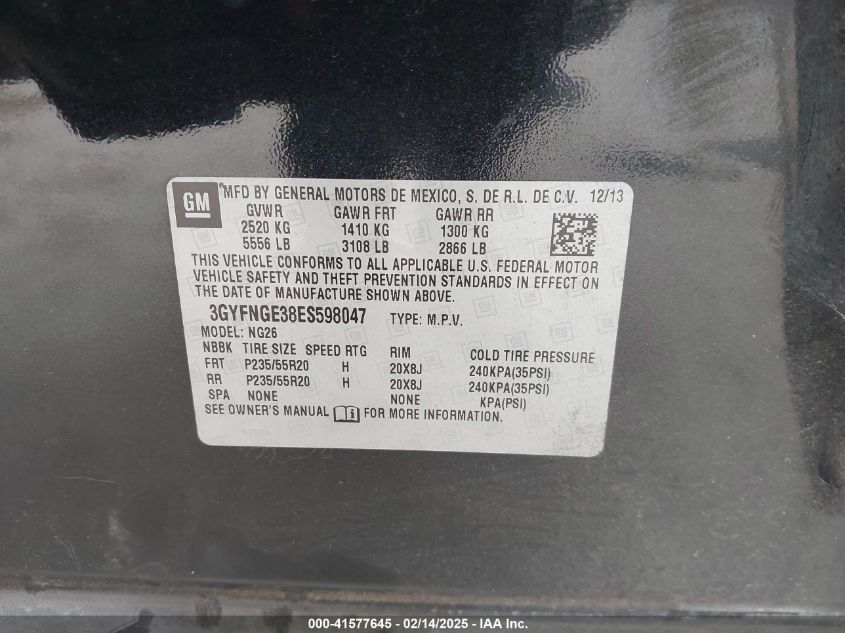 GM
MFD BY GENERAL MOTORS DE MEXICO, S. DE R.L. DE C.V. 12/13
GVWR GAWR FRT GAWR RR
2520 KG 1410 KG 1300 KG
5556 LB 3108 LB 2866 LB
THIS VEHICLE CONFORMS TO ALL APPLICABLE U.S. FEDERAL MOTOR
VEHICLE SAFETY AND THEFT PREVENTION STANDARDS IN EFFECT ON
THE DATE OF MANUFACTURE SHOWN ABOVE.
3GYFNGE38ES598047 TYPE: M.P.V.
MODEL: NG26
NBBK TIRE SIZE SPEED RTG RIM COLD TIRE PRESSURE
FRT P235/55R20 H 20X8J 240KPA(35PSI)
RR P235/55R20 H 20X8J 240KPA(35PSI)
SPA NONE NONE KPA(PSI)
SEE OWNER'S MANUAL FOR MORE INFORMATION.
000-41577645 - 02/14/2025 - IAA Inc.